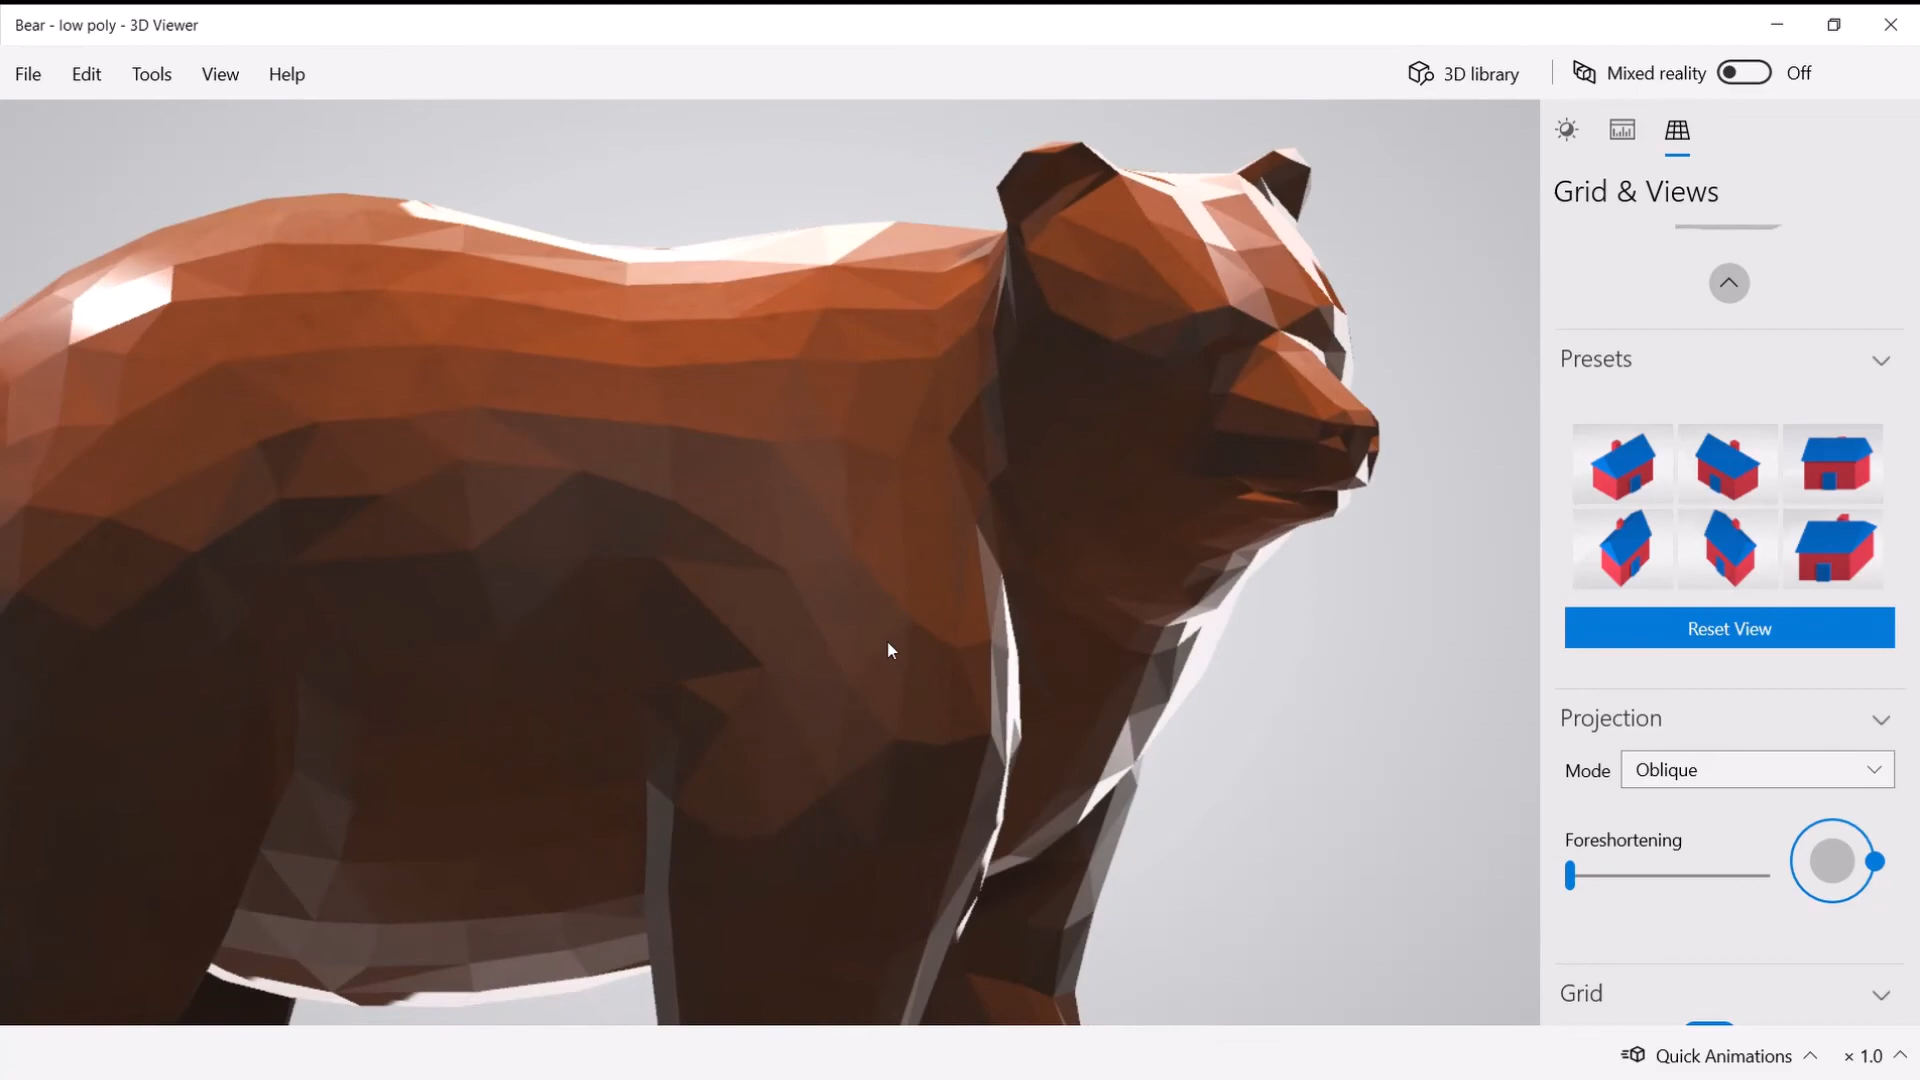 Bear - low poly - 3D Viewer
File Edit Tools View Help 3D library Mixed reality Off
Grid & Views
Presets
Reset View
Projection
Mode Oblique
Foreshortening
Grid
Quick Animations × 1.0